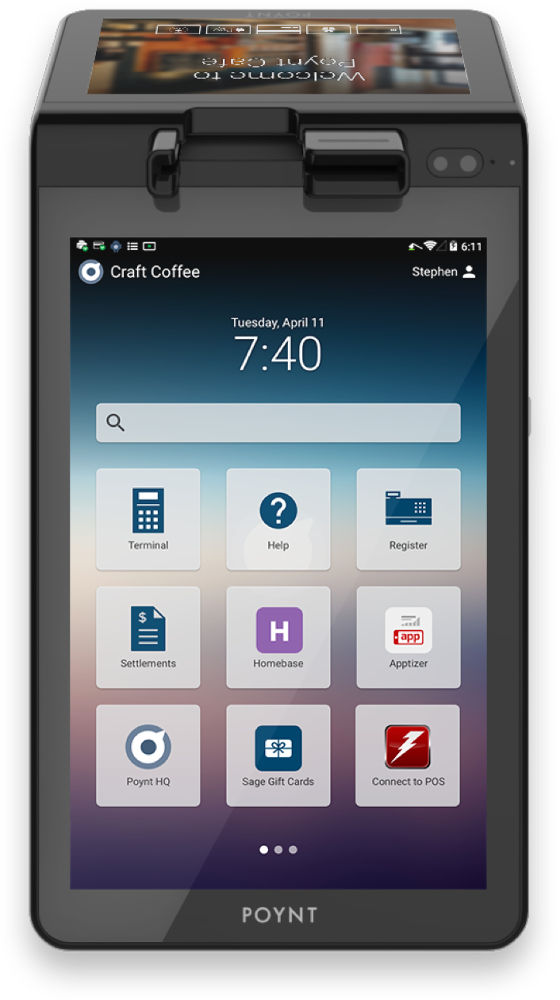 Welcome to
Poynt Cafe
6:11
Craft Coffee
Stephen
Tuesday, April 11
7:40
Terminal
Help
Register
$
Settlements
H
Homebase
app
Apptizer
Poynt HQ
Sage Gift Cards
Connect to POS
POYNT